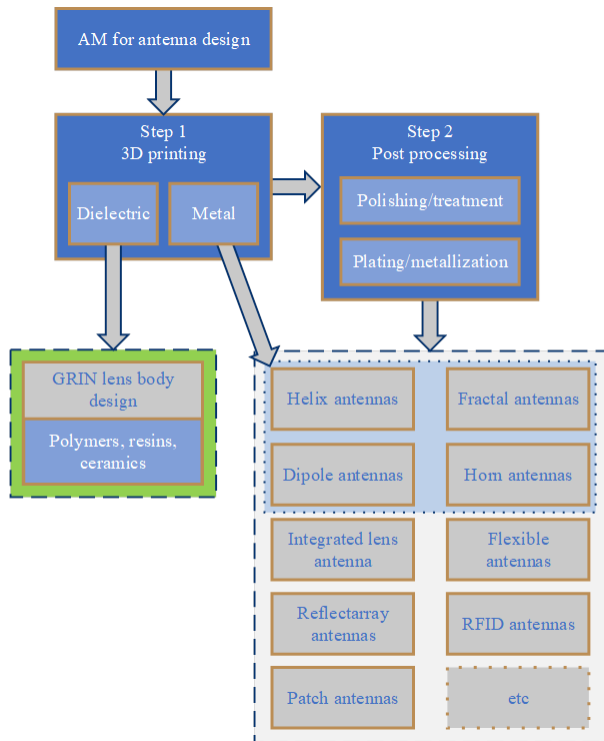 AM for antenna design
Step 1
3D printing
Dielectric
Metal
Step 2
Post processing
Polishing/treatment
Plating/metallization
GRIN lens body
design
Polymers, resins,
ceramics
Helix antennas
Fractal antennas
Dipole antennas
Horn antennas
Integrated lens
antenna
Flexible
antennas
Reflectarray
antennas
RFID antennas
Patch antennas
etc